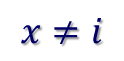 x ≠ i